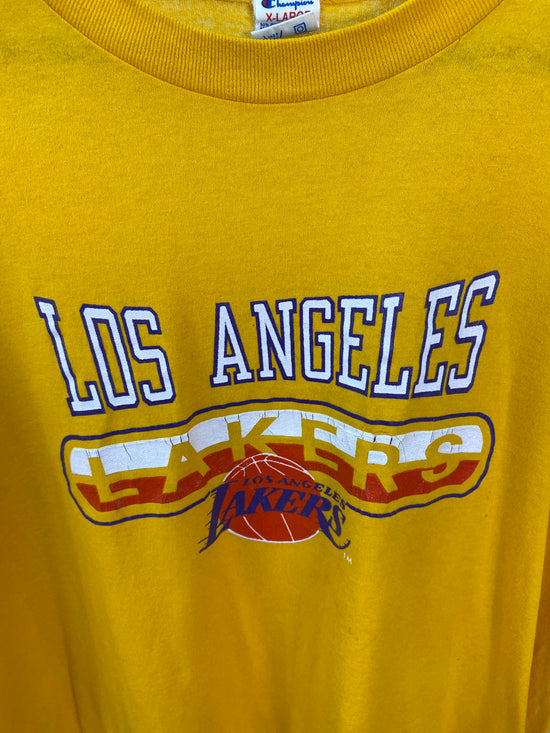 Champion
X-LARGE
LOS ANGELES
LAKERS
LOS ANGELES
LAKERS
TM